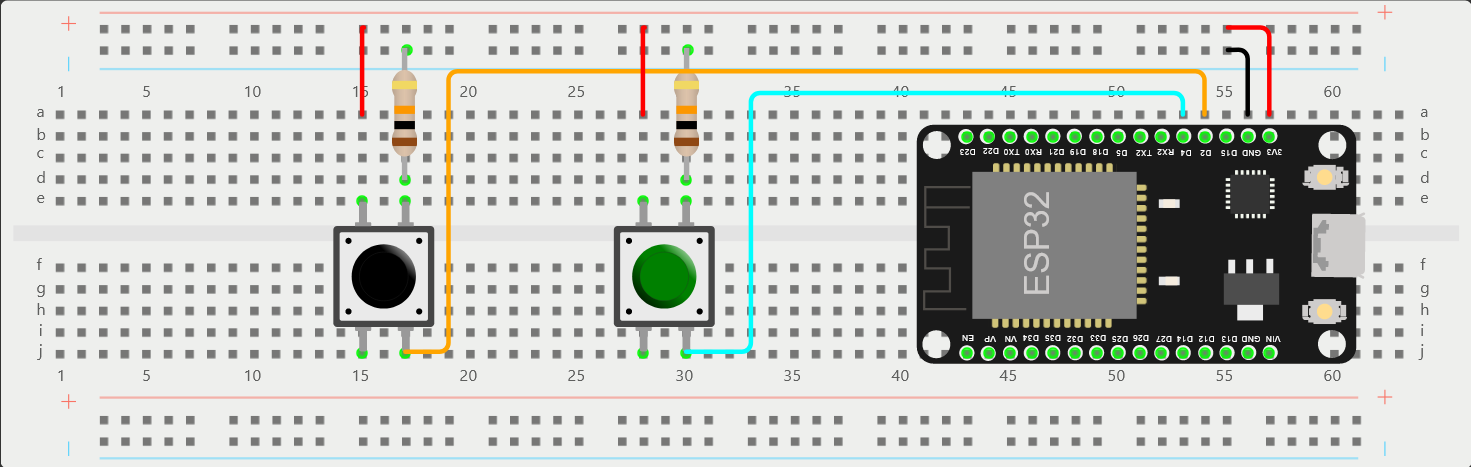 + +
1 5 10 15 20 25 30 35 40 45 50 55 60
a a
b b
D23 D22 TX0 RX0 D21 D19 D18 D5 TX2 RX2 D4 D2 D15 GND 3V3
c c
d d
e e
ESP32
f f
g g
h h
i i
EN VP VN D34 D35 D32 D33 D25 D26 D27 D14 D12 D13 GND VIN
j j
1 5 10 15 20 25 30 35 40 45 50 55 60
+ +